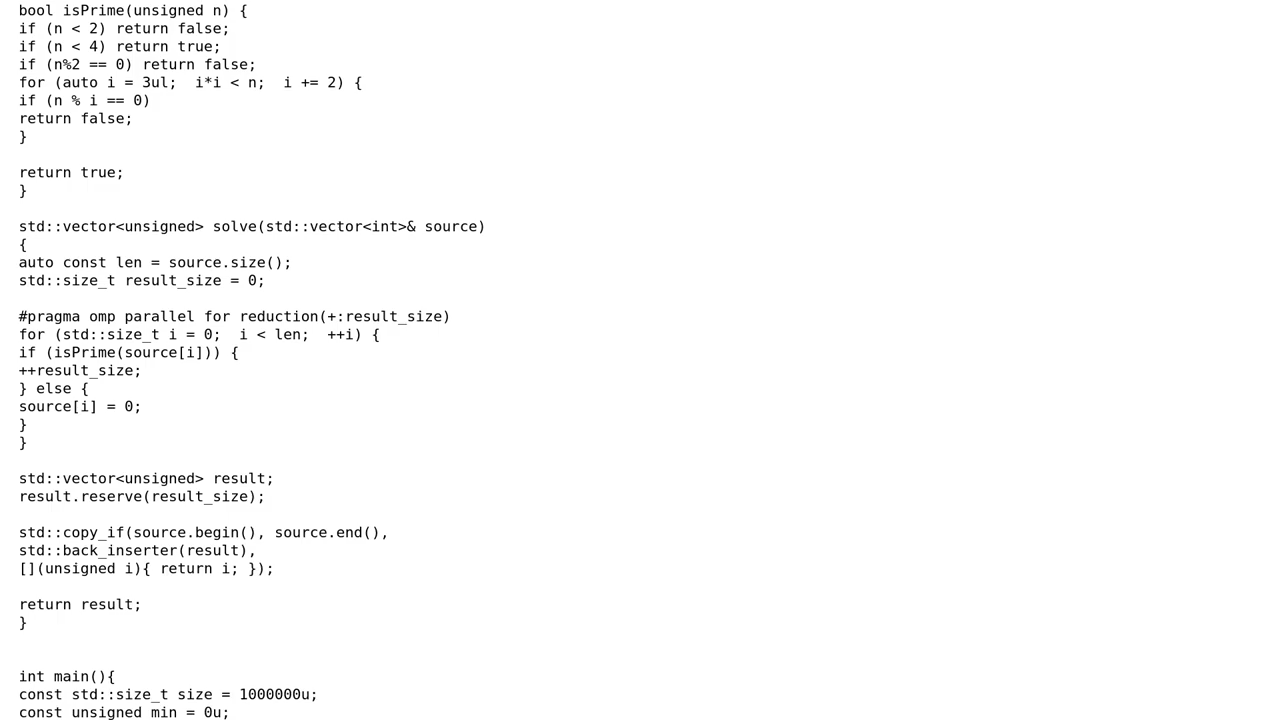 bool isPrime(unsigned n) {
if (n < 2) return false;
if (n < 4) return true;
if (n%2 == 0) return false;
for (auto i = 3ul;  i*i < n;  i += 2) {
if (n % i == 0)
return false;
}
return true;
}
std::vector<unsigned> solve(std::vector<int>& source)
{
auto const len = source.size();
std::size_t result_size = 0;
#pragma omp parallel for reduction(+:result_size)
for (std::size_t i = 0;  i < len;  ++i) {
if (isPrime(source[i])) {
++result_size;
} else {
source[i] = 0;
}
}
std::vector<unsigned> result;
result.reserve(result_size);
std::copy_if(source.begin(), source.end(),
std::back_inserter(result),
[](unsigned i){ return i; });
return result;
}
int main(){
const std::size_t size = 1000000u;
const unsigned min = 0u;